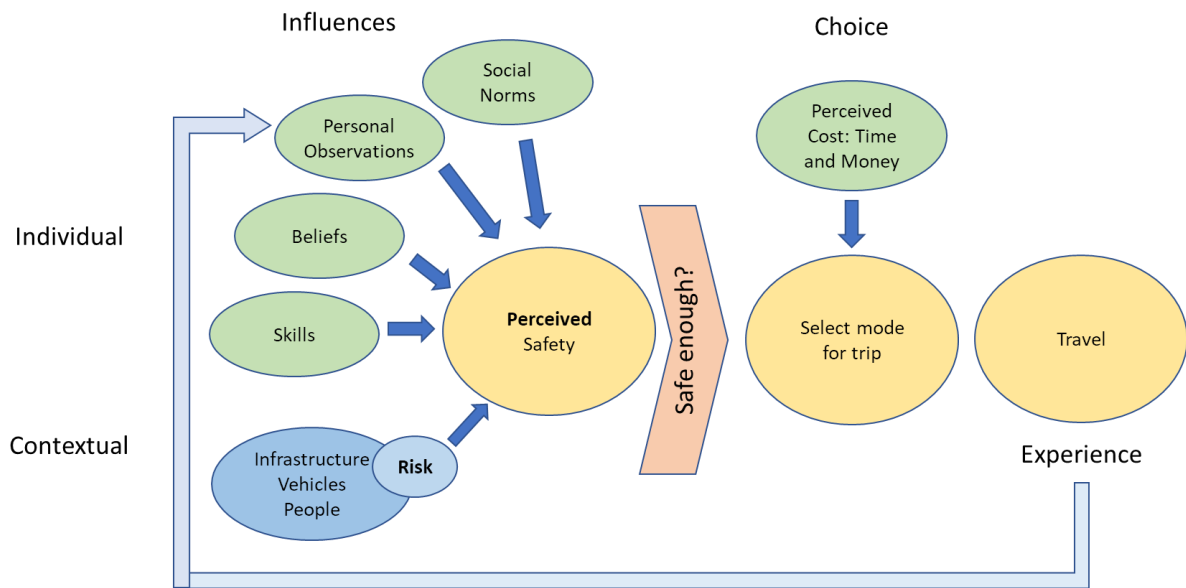 Influences
Choice
Social
Norms
Personal
Observations
Perceived
Cost: Time
and Money
Individual
Beliefs
Skills
Perceived
Safety
Safe enough?
Select mode
for trip
Travel
Contextual
Infrastructure
Vehicles
People
Risk
Experience